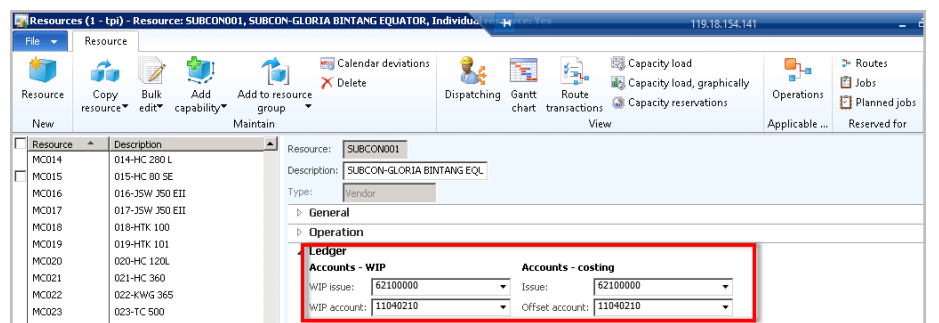 Resources (1 - tpi) - Resource: SUBCON001, SUBCON-GLORIA BINTANG EQUATOR, Individual resource: Yes
119.18.154.141
File
Resource
Resource
Copy resource
Bulk edit
Add capability
Add to resource group
Calendar deviations
Delete
Dispatching
Gantt chart
Route transactions
Capacity load
Capacity load, graphically
Capacity reservations
Operations
Routes
Jobs
Planned jobs
New
Maintain
View
Applicable ...
Reserved for
Resource Description
MC014 014-HC 280 L
MC015 015-HC 80 SE
MC016 016-JSW J50 EII
MC017 017-JSW J50 EII
MC018 018-HTK 100
MC019 019-HTK 101
MC020 020-HC 120L
MC021 021-HC 360
MC022 022-KWG 365
MC023 023-TC 500
Resource: SUBCON001
Description: SUBCON-GLORIA BINTANG EQU
Type: Vendor
General
Operation
Ledger
Accounts - WIP Accounts - costing
WIP issue: 62100000 Issue: 62100000
WIP account: 11040210 Offset account: 11040210